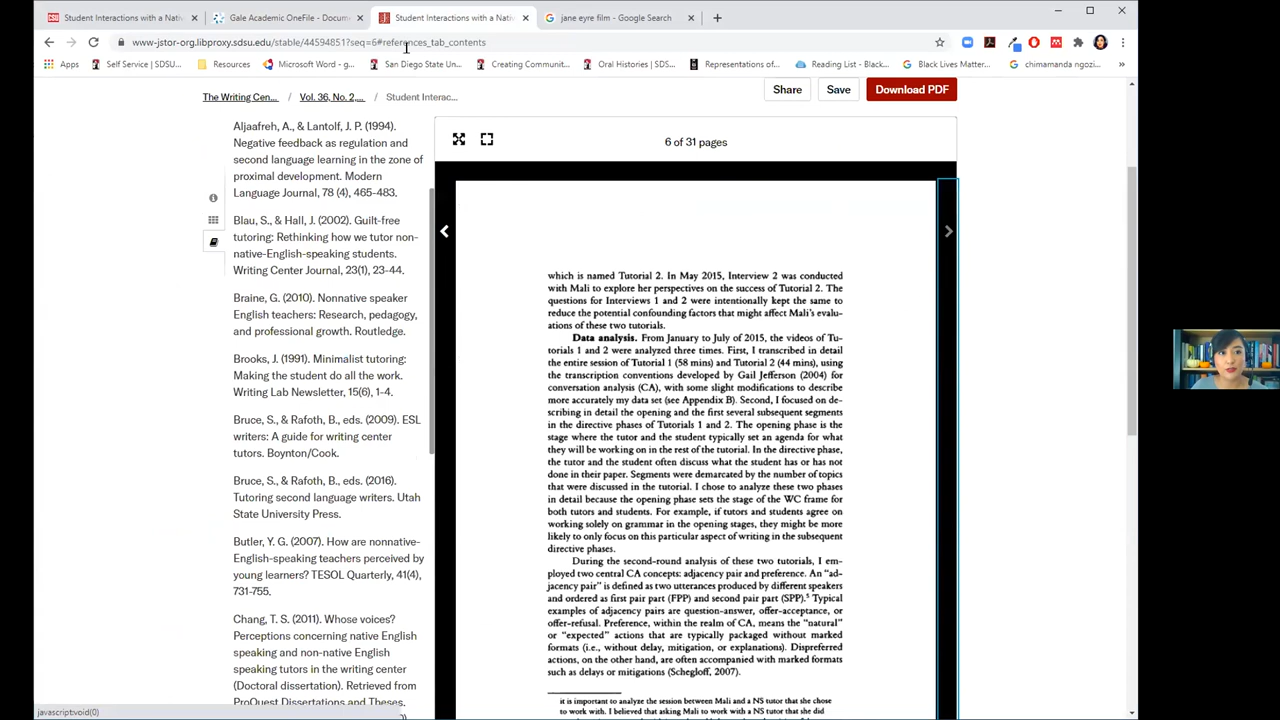 Student Interactions with a Nativ
Gale Academic OneFile - Docume
Student Interactions with a Nativ
jane eyre film - Google Search
www-jstor-org.libproxy.sdsu.edu/stable/44594851?seq=6#references_tab_contents
Apps
Self Service | SDSU...
Resources
Microsoft Word - g...
San Diego State Un...
Creating Communit...
Oral Histories | SDS...
Representations of...
Reading List - Black...
Black Lives Matter...
chimamanda ngozi...
The Writing Cen... / Vol. 36, No. 2,... / Student Interac...
Share
Save
Download PDF
Aljaafreh, A., & Lantolf, J. P. (1994).
Negative feedback as regulation and
second language learning in the zone of
proximal development. Modern
Language Journal, 78 (4), 465-483.
Blau, S., & Hall, J. (2002). Guilt-free
tutoring: Rethinking how we tutor non-
native-English-speaking students.
Writing Center Journal, 23(1), 23-44.
Braine, G. (2010). Nonnative speaker
English teachers: Research, pedagogy,
and professional growth. Routledge.
Brooks, J. (1991). Minimalist tutoring:
Making the student do all the work.
Writing Lab Newsletter, 15(6), 1-4.
Bruce, S., & Rafoth, B., eds. (2009). ESL
writers: A guide for writing center
tutors. Boynton/Cook.
Bruce, S., & Rafoth, B., eds. (2016).
Tutoring second language writers. Utah
State University Press.
Butler, Y. G. (2007). How are nonnative-
English-speaking teachers perceived by
young learners? TESOL Quarterly, 41(4),
731-755.
Chang, T. S. (2011). Whose voices?
Perceptions concerning native English
speaking and non-native English
speaking tutors in the writing center
(Doctoral dissertation). Retrieved from
ProQuest Dissertations and Theses,
javascript:void(0)
6 of 31 pages
which is named Tutorial 2. In May 2015, Interview 2 was conducted
with Mali to explore her perspectives on the success of Tutorial 2. The
questions for Interviews 1 and 2 were intentionally kept the same to
reduce the potential confounding factors that might affect Mali's evalu-
ations of these two tutorials.
Data analysis. From January to July of 2015, the videos of Tu-
torials 1 and 2 were analyzed three times. First, I transcribed in detail
the entire session of Tutorial 1 (58 mins) and Tutorial 2 (44 mins), using
the transcription conventions developed by Gail Jefferson (2004) for
conversation analysis (CA), with some slight modifications to describe
more accurately my data set (see Appendix B). Second, I focused on de-
scribing in detail the opening and the first several subsequent segments
in the directive phases of Tutorials 1 and 2. The opening phase is the
stage where the tutor and the student typically set an agenda for what
they will be working on in the rest of the tutorial. In the directive phase,
the tutor and the student often discuss what the student has or has not
done in their paper. Segments were demarcated by the number of topics
that were discussed in the tutorial. I chose to analyze these two phases
in detail because the opening phase sets the stage of the WC frame for
both tutors and students. For example, if tutors and students agree on
working solely on grammar in the opening stages, they might be more
likely to only focus on this particular aspect of writing in the subsequent
directive phases.
During the second-round analysis of these two tutorials, I em-
ployed two central CA concepts: adjacency pair and preference. An "ad-
jacency pair" is defined as two utterances produced by different speakers
and ordered as first pair part (FPP) and second pair part (SPP).⁵ Typical
examples of adjacency pairs are question-answer, offer-acceptance, or
offer-refusal. Preference, within the realm of CA, means the "natural"
or "expected" actions that are typically packaged without marked
formats (i.e., without delay, mitigation, or explanations). Dispreferred
actions, on the other hand, are often accompanied with marked formats
such as delays or mitigations (Schegloff, 2007).
it is important to analyze the session between Mali and a NS tutor that she chose
to work with. I believed that asking Mali to work with a NS tutor that she did